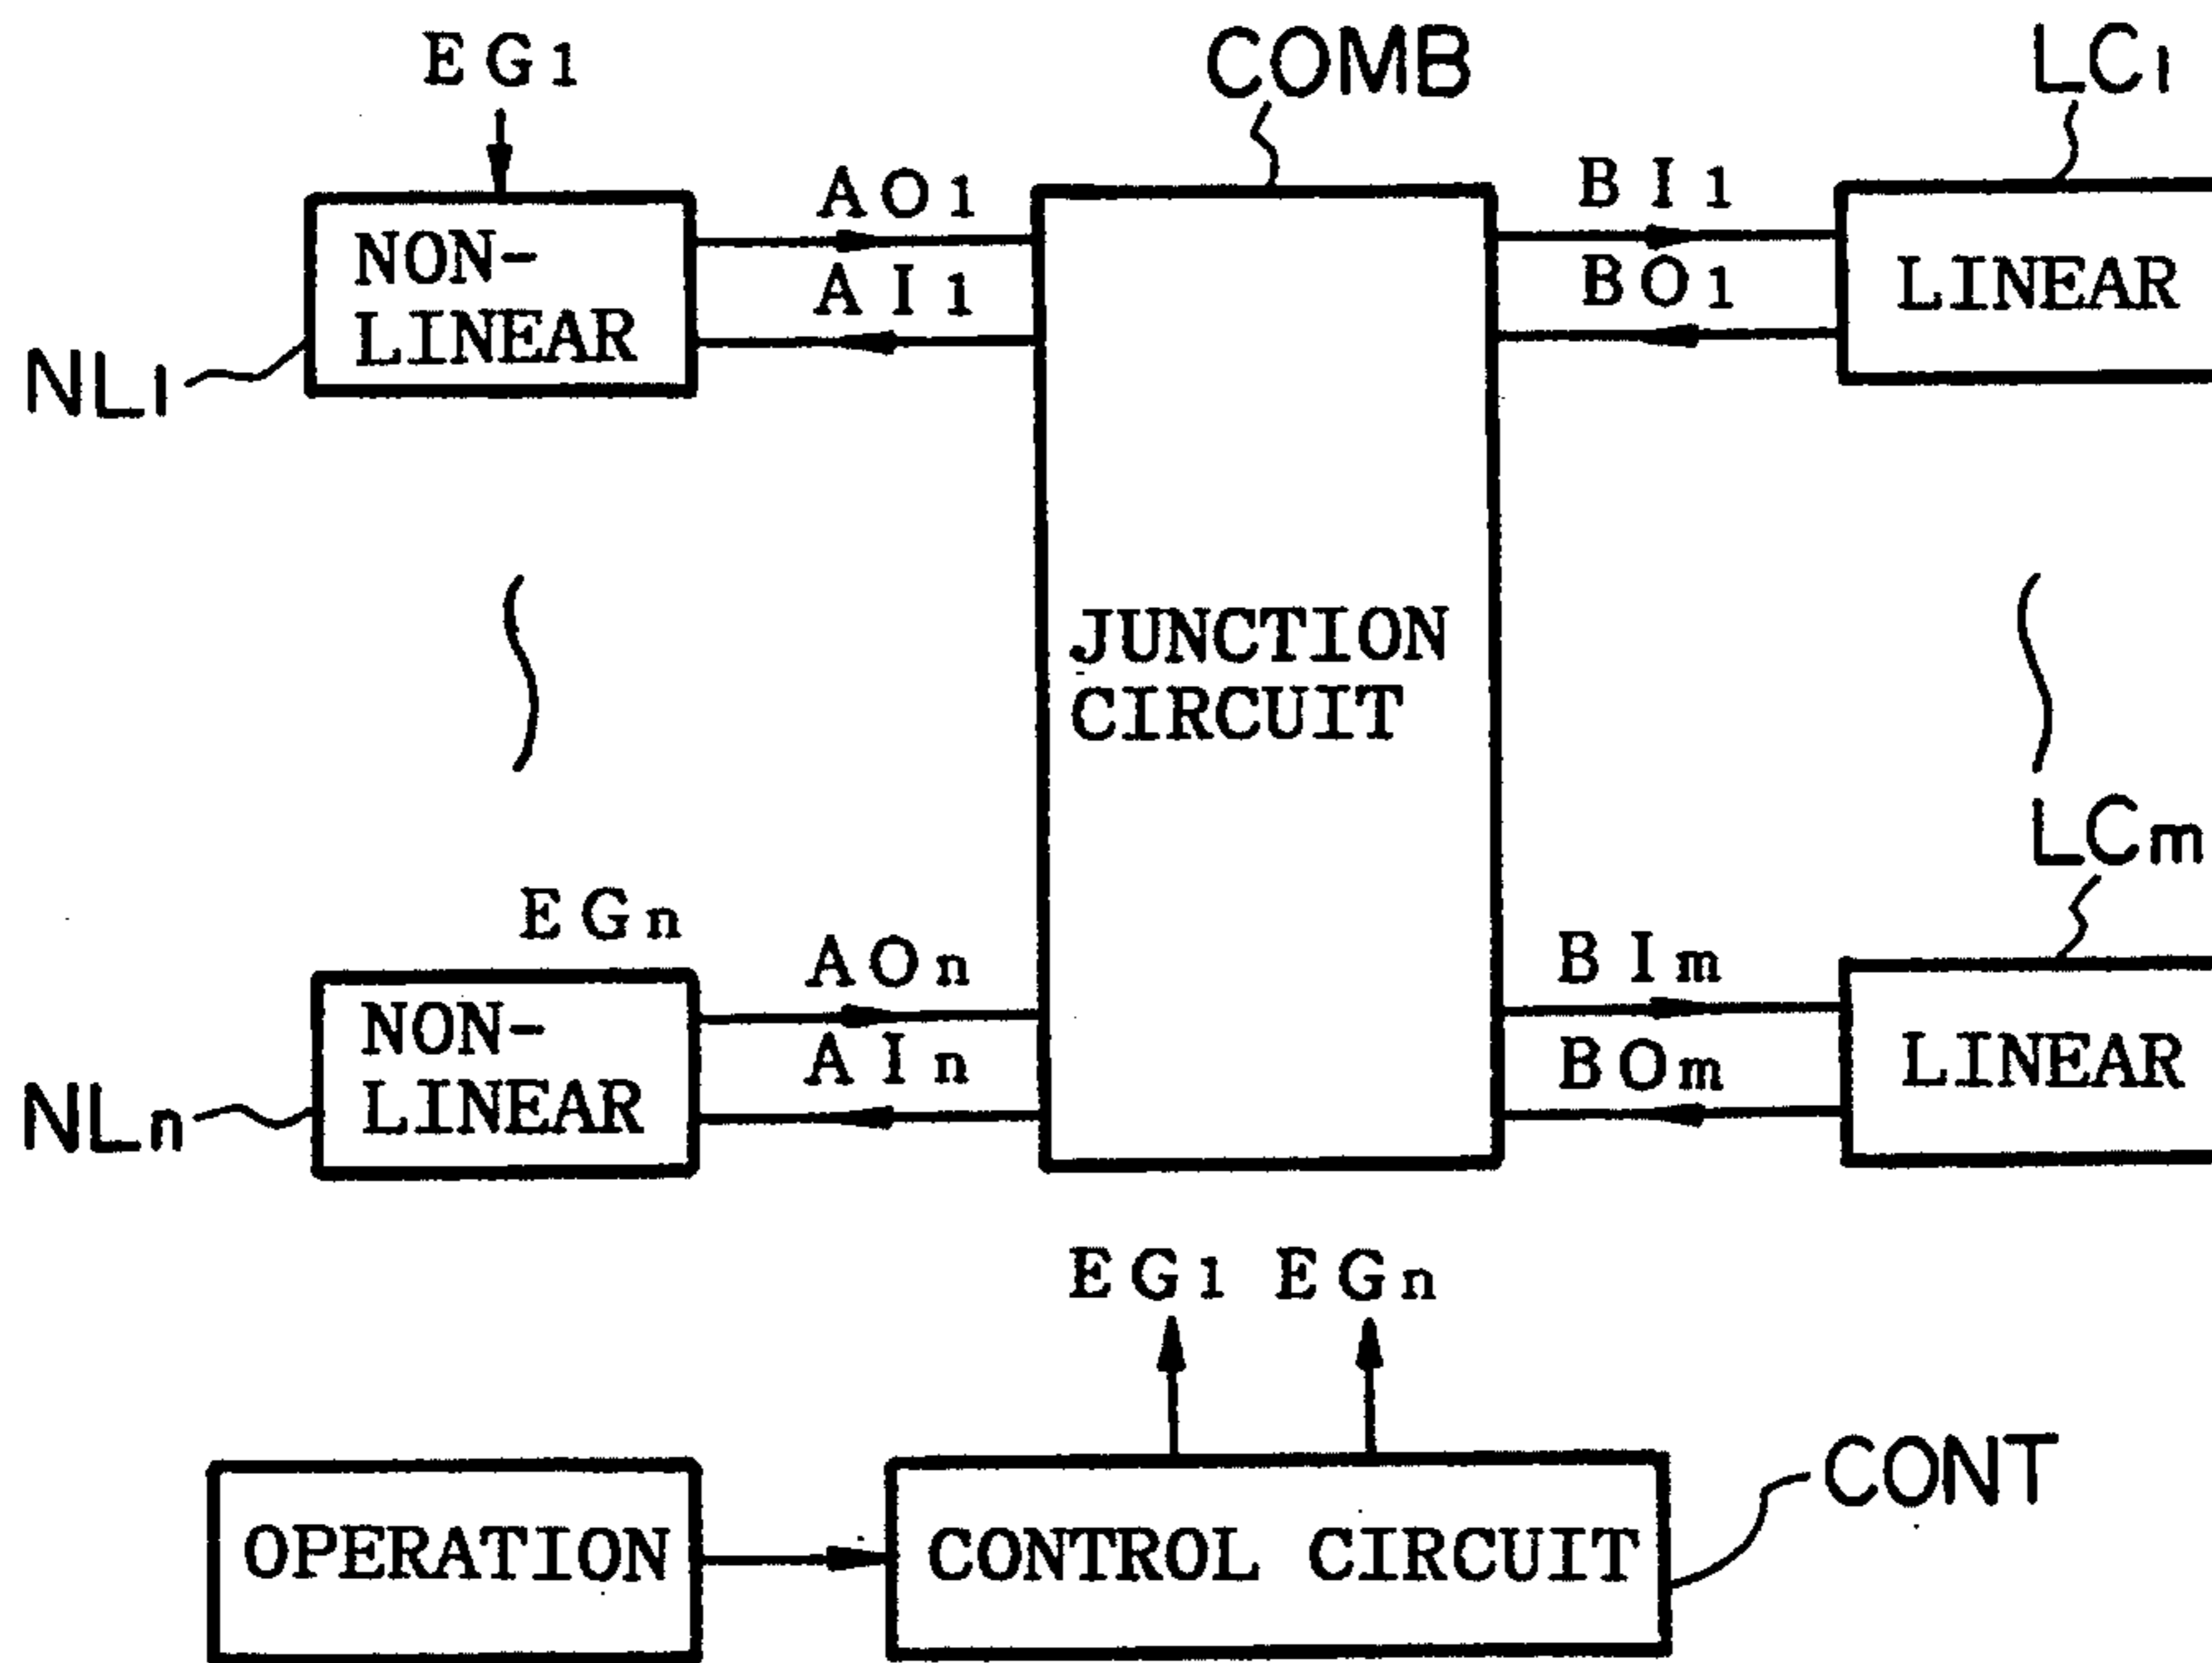 EG1
COMB
LC1
NON-
LINEAR
AO1
AI1
BI1
BO1
LINEAR
NL1
JUNCTION
CIRCUIT
LCm
EGn
NON-
LINEAR
AOn
AIn
BIm
BOm
LINEAR
NLn
EG1 EGn
OPERATION
CONTROL CIRCUIT
CONT